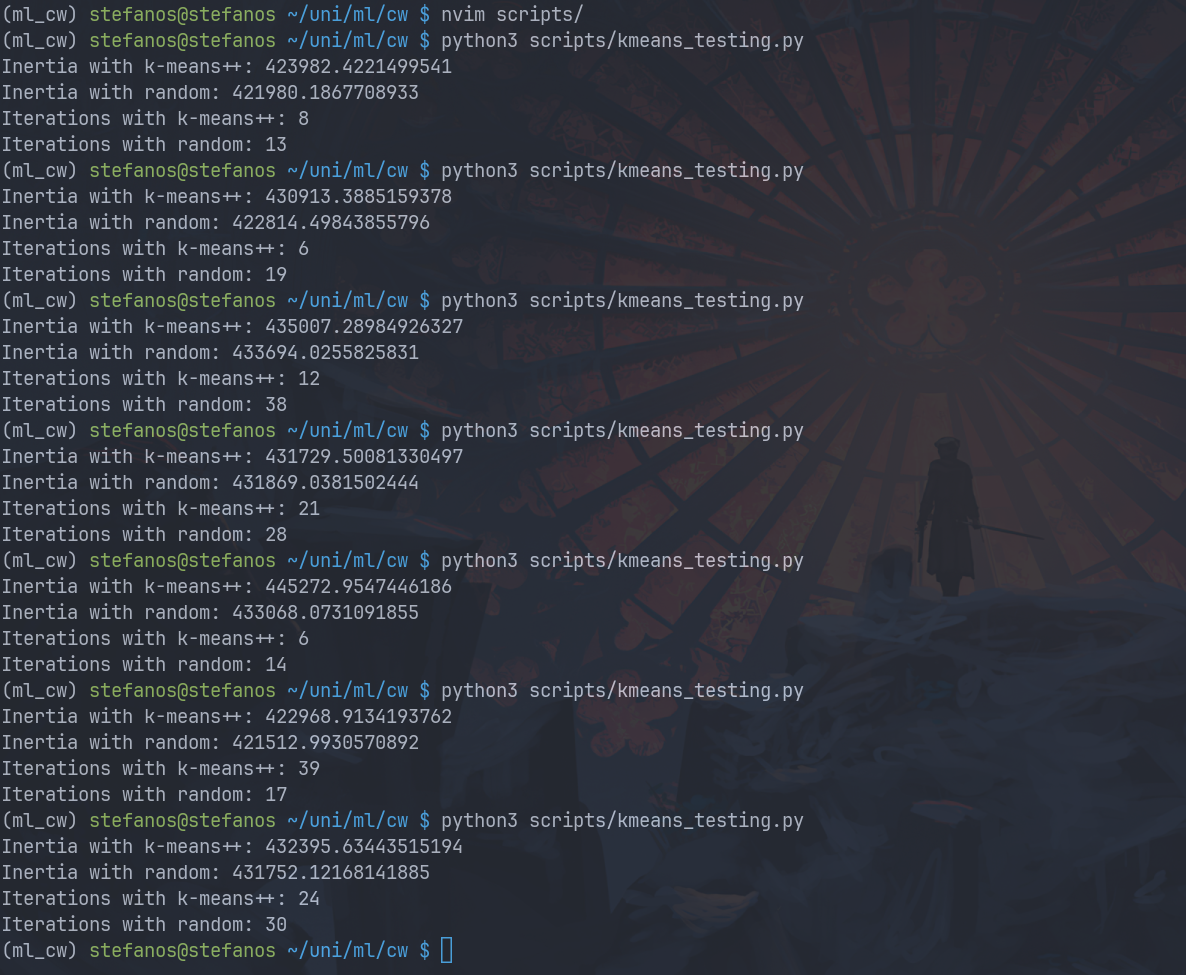 (ml_cw) stefanos@stefanos ~/uni/ml/cw $ nvim scripts/
(ml_cw) stefanos@stefanos ~/uni/ml/cw $ python3 scripts/kmeans_testing.py
Inertia with k-means++: 423982.4221499541
Inertia with random: 421980.1867708933
Iterations with k-means++: 8
Iterations with random: 13
(ml_cw) stefanos@stefanos ~/uni/ml/cw $ python3 scripts/kmeans_testing.py
Inertia with k-means++: 430913.3885159378
Inertia with random: 422814.49843855796
Iterations with k-means++: 6
Iterations with random: 19
(ml_cw) stefanos@stefanos ~/uni/ml/cw $ python3 scripts/kmeans_testing.py
Inertia with k-means++: 435007.28984926327
Inertia with random: 433694.0255825831
Iterations with k-means++: 12
Iterations with random: 38
(ml_cw) stefanos@stefanos ~/uni/ml/cw $ python3 scripts/kmeans_testing.py
Inertia with k-means++: 431729.50081330497
Inertia with random: 431869.0381502444
Iterations with k-means++: 21
Iterations with random: 28
(ml_cw) stefanos@stefanos ~/uni/ml/cw $ python3 scripts/kmeans_testing.py
Inertia with k-means++: 445272.9547446186
Inertia with random: 433068.0731091855
Iterations with k-means++: 6
Iterations with random: 14
(ml_cw) stefanos@stefanos ~/uni/ml/cw $ python3 scripts/kmeans_testing.py
Inertia with k-means++: 422968.9134193762
Inertia with random: 421512.9930570892
Iterations with k-means++: 39
Iterations with random: 17
(ml_cw) stefanos@stefanos ~/uni/ml/cw $ python3 scripts/kmeans_testing.py
Inertia with k-means++: 432395.63443515194
Inertia with random: 431752.12168141885
Iterations with k-means++: 24
Iterations with random: 30
(ml_cw) stefanos@stefanos ~/uni/ml/cw $